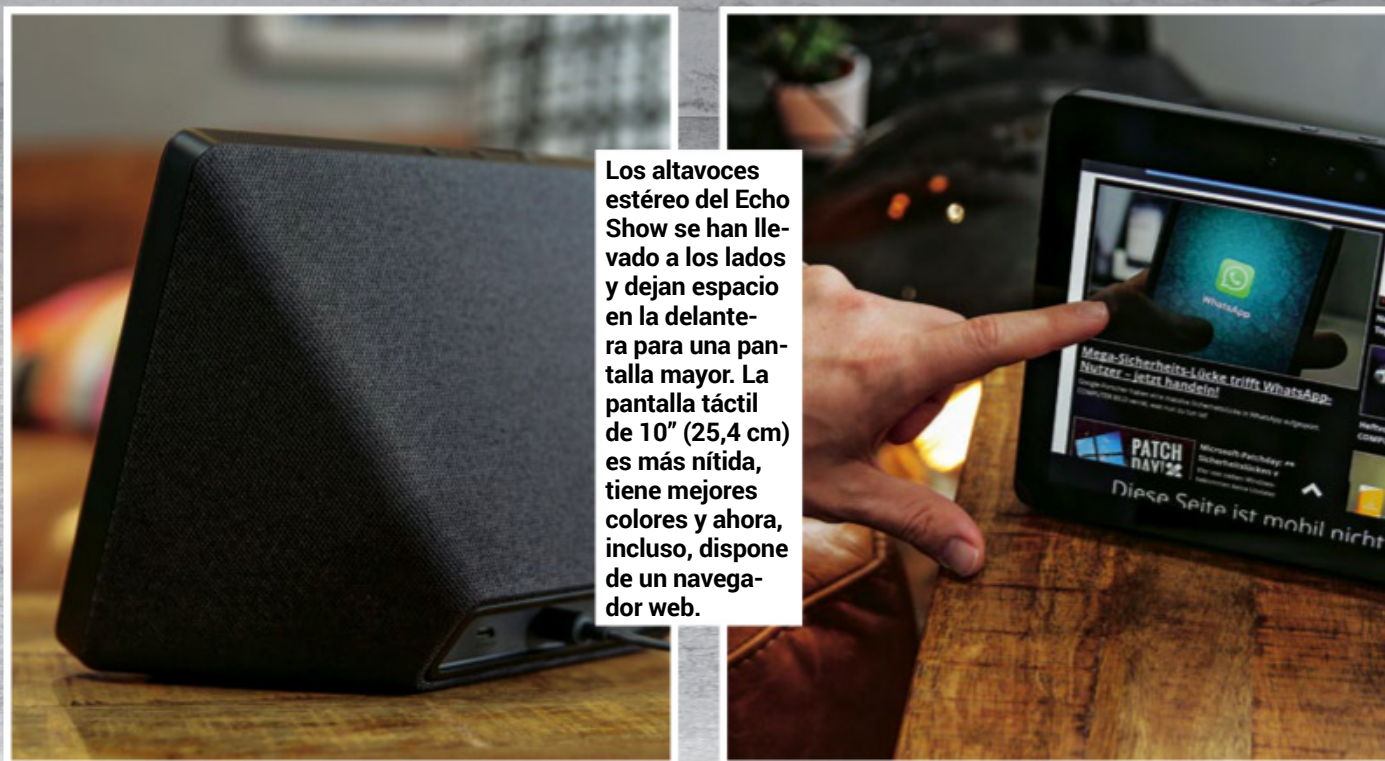 Los altavoces
estéreo del Echo
Show se han lle-
vado a los lados
y dejan espacio
en la delante-
ra para una pan-
talla mayor. La
pantalla táctil
de 10” (25,4 cm)
es más nítida,
tiene mejores
colores y ahora,
incluso, dispone
de un navega-
dor web.
WhatsApp
Mega-Sicherheits-Lücke trifft WhatsApp-
Nutzer – jetzt handeln!
PATCH
DAY!
Microsoft-Patchday:
Sicherheitslücken
Diese Seite ist mobil nicht